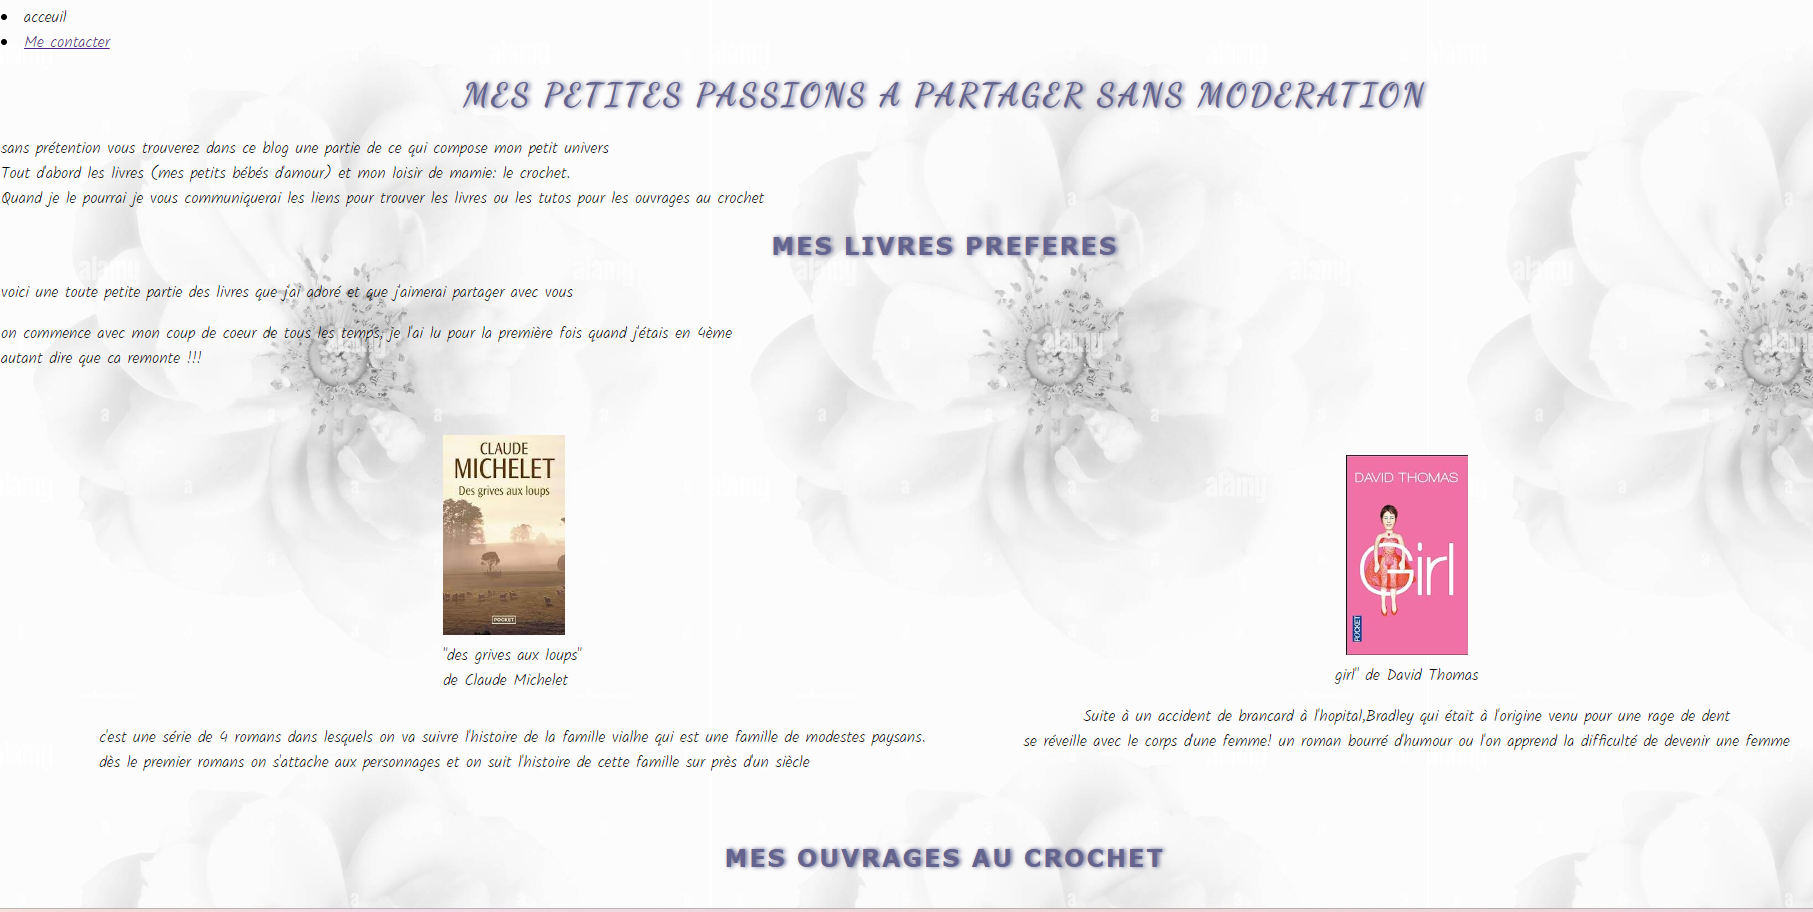 acceuil
Me contacter
MES PETITES PASSIONS A PARTAGER SANS MODERATION
sans prétention vous trouverez dans ce blog une partie de ce qui compose mon petit univers
Tout d'abord les livres (mes petits bébés d'amour) et mon loisir de mamie: le crochet.
Quand je le pourrai je vous communiquerai les liens pour trouver les livres ou les tutos pour les ouvrages au crochet
MES LIVRES PREFERES
voici une toute petite partie des livres que j'ai adoré et que j'aimerai partager avec vous
on commence avec mon coup de coeur de tous les temps; je l'ai lu pour la première fois quand j'étais en 4ème
autant dire que ca remonte !!!
CLAUDE
MICHELET
Des grives aux loups
POCKET
"des grives aux loups"
de Claude Michelet
c'est une série de 4 romans dans lesquels on va suivre l'histoire de la famille vialhe qui est une famille de modestes paysans.
dès le premier romans on s'attache aux personnages et on suit l'histoire de cette famille sur près d'un siècle
DAVID THOMAS
Girl
POCKET
girl" de David Thomas
Suite à un accident de brancard à l'hopital,Bradley qui était à l'origine venu pour une rage de dent
se réveille avec le corps d'une femme! un roman bourré d'humour ou l'on apprend la difficulté de devenir une femme
MES OUVRAGES AU CROCHET
alamy